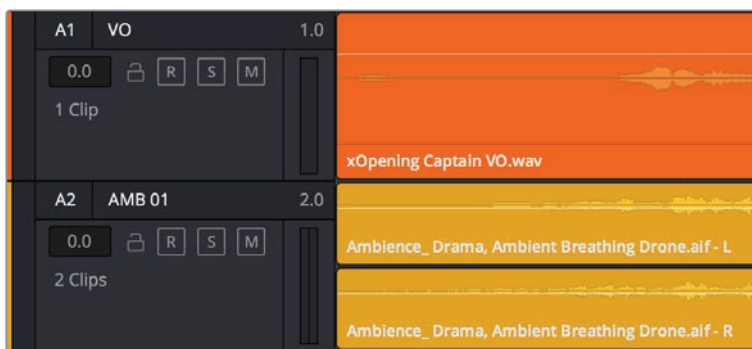 A1 VO 1.0
0.0 R S M
1 Clip
xOpening Captain VO.wav
A2 AMB 01 2.0
0.0 R S M
Ambience_ Drama, Ambient Breathing Drone.aif - L
2 Clips
Ambience_ Drama, Ambient Breathing Drone.aif - R